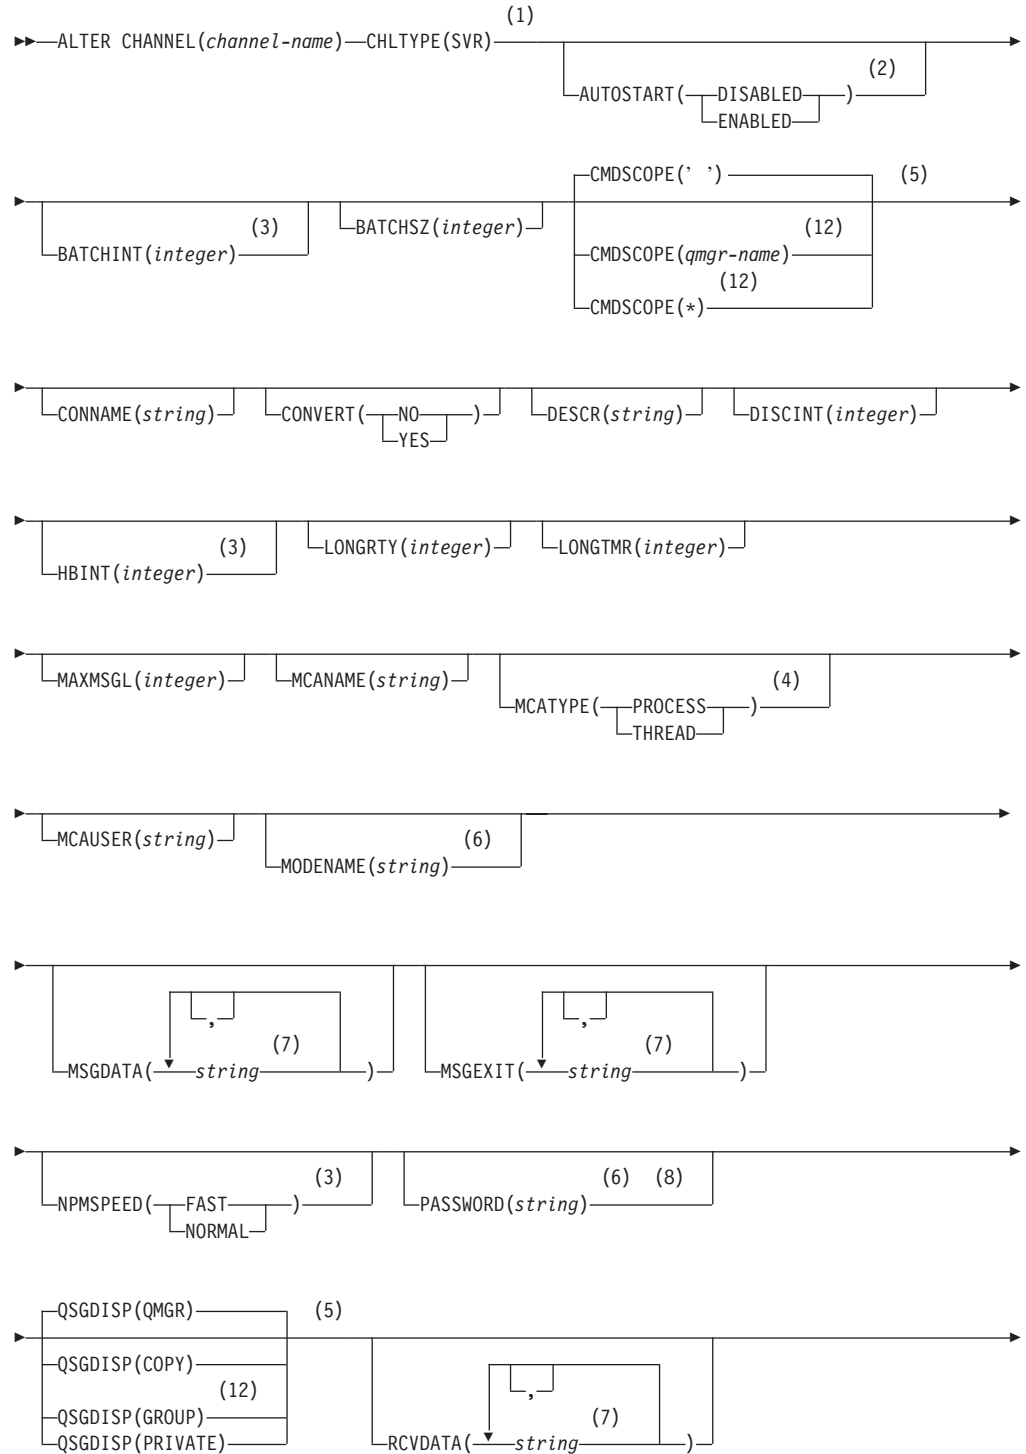 (1)
ALTER CHANNEL(channel-name) CHLTYPE(SVR)
(2)
AUTOSTART( DISABLED )
ENABLED
CMDSCOPE(' ') (5)
(3) BATCHSZ(integer) (12)
BATCHINT(integer) CMDSCOPE(qmgr-name)
(12)
CMDSCOPE(*)
CONNAME(string) CONVERT( NO ) DESCR(string) DISCINT(integer)
YES
(3) LONGRTY(integer) LONGTMR(integer)
HBINT(integer)
MAXMSGL(integer) MCANAME(string) (4)
MCATYPE( PROCESS )
THREAD
MCAUSER(string) (6)
MODENAME(string)
, ,
(7) (7)
MSGDATA( string ) MSGEXIT( string )
(3) (6) (8)
NPMSPEED( FAST ) PASSWORD(string)
NORMAL
QSGDISP(QMGR) (5)
QSGDISP(COPY)
(12) ,
QSGDISP(GROUP) (7)
QSGDISP(PRIVATE) RCVDATA( string )